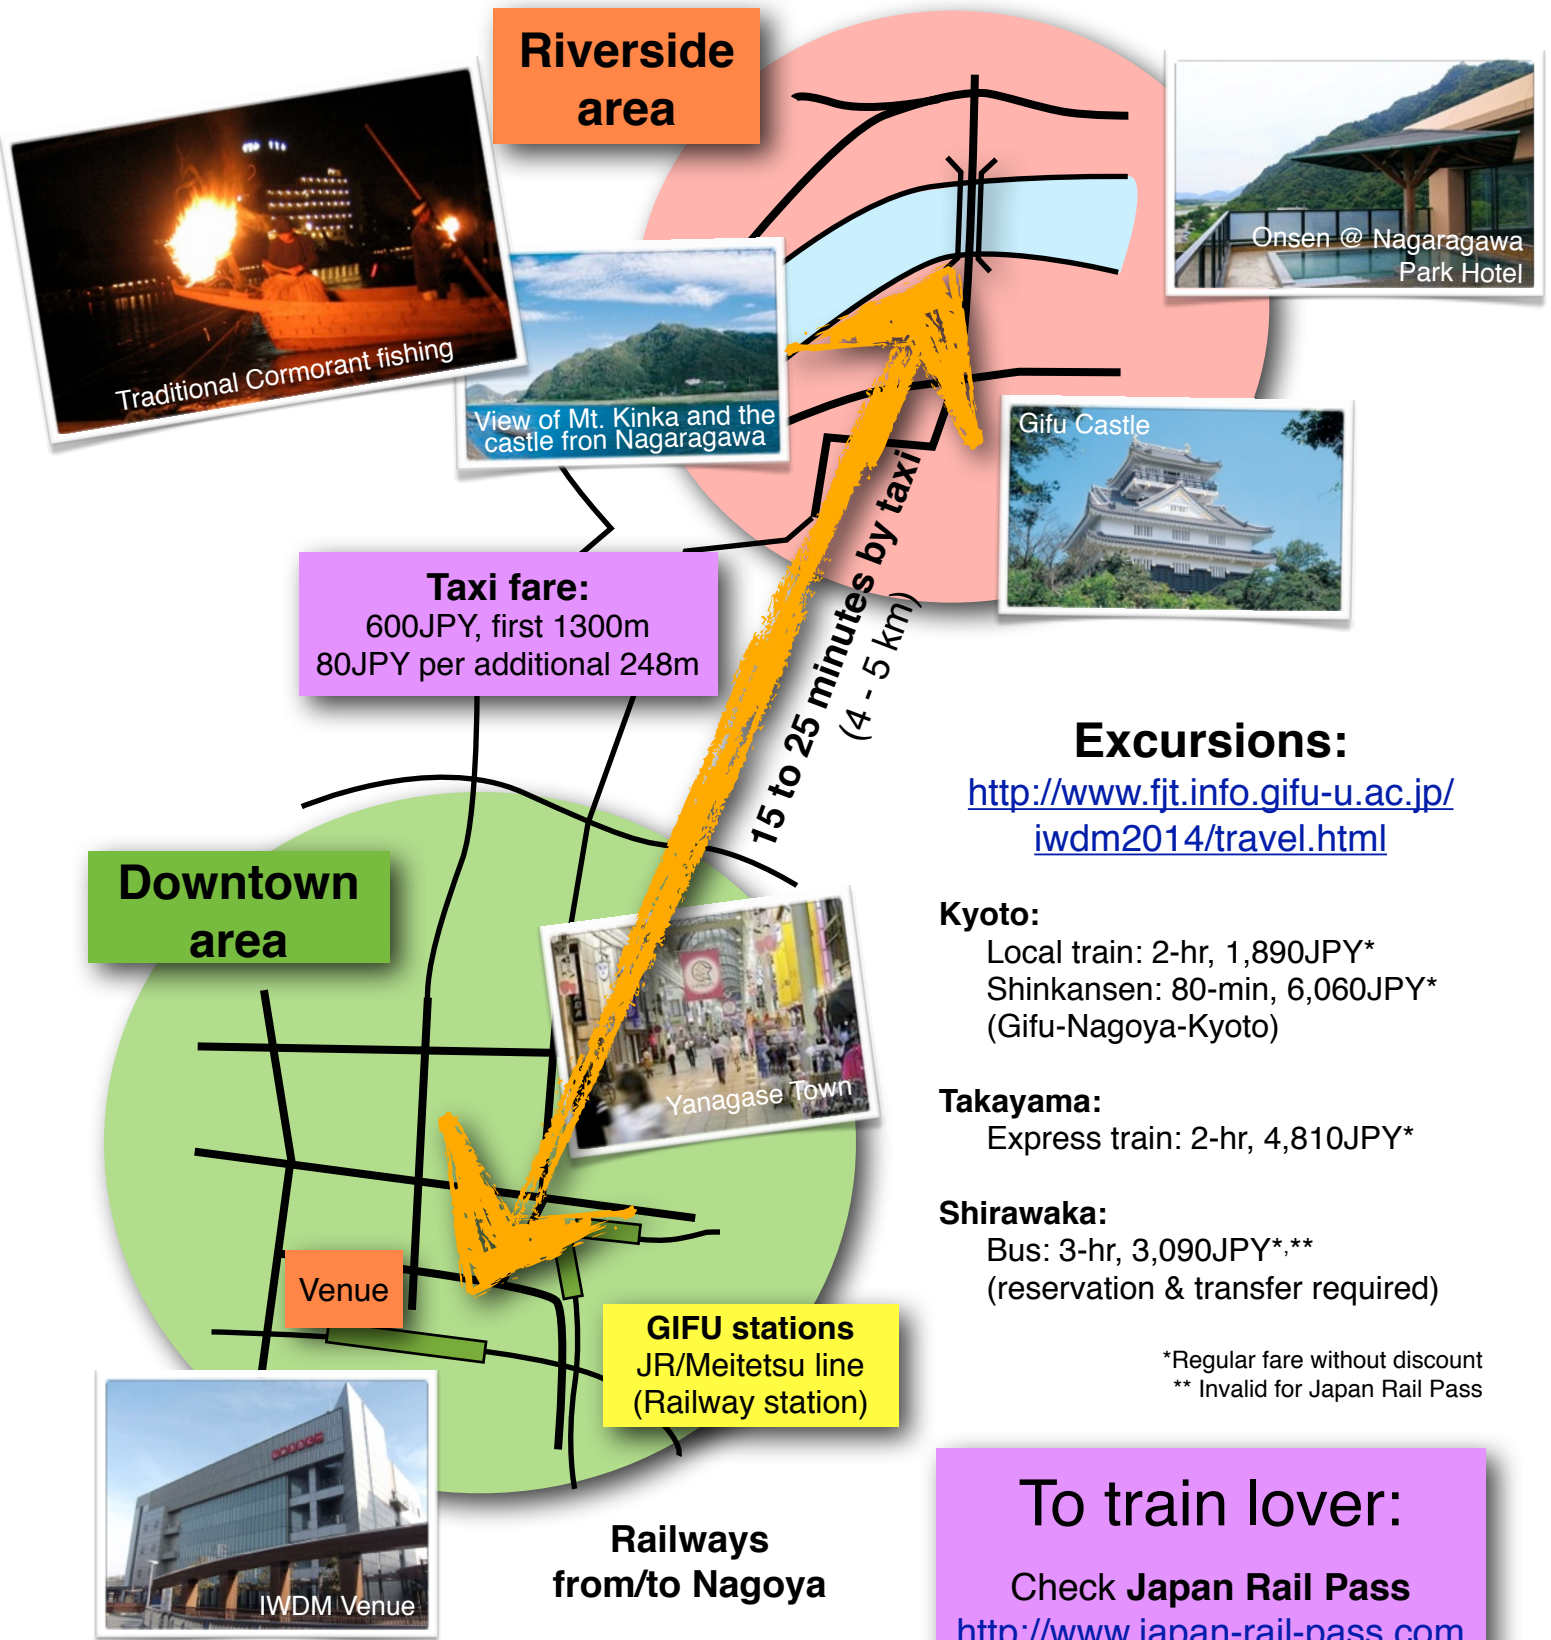 Riverside
area
Traditional Cormorant fishing
View of Mt. Kinka and the
castle fron Nagaragawa
Onsen @ Nagaragawa
Park Hotel
Gifu Castle
15 to 25 minutes by taxi
(4 - 5 km)
Taxi fare:
600JPY, first 1300m
80JPY per additional 248m
Downtown
area
Yanagase Town
Venue
GIFU stations
JR/Meitetsu line
(Railway station)
IWDM Venue
Railways
from/to Nagoya
Excursions:
http://www.fjt.info.gifu-u.ac.jp/
iwdm2014/travel.html
Kyoto:
Local train: 2-hr, 1,890JPY*
Shinkansen: 80-min, 6,060JPY*
(Gifu-Nagoya-Kyoto)
Takayama:
Express train: 2-hr, 4,810JPY*
Shirawaka:
Bus: 3-hr, 3,090JPY*,**
(reservation & transfer required)
*Regular fare without discount
** Invalid for Japan Rail Pass
To train lover:
Check Japan Rail Pass
http://www.japan-rail-pass.com